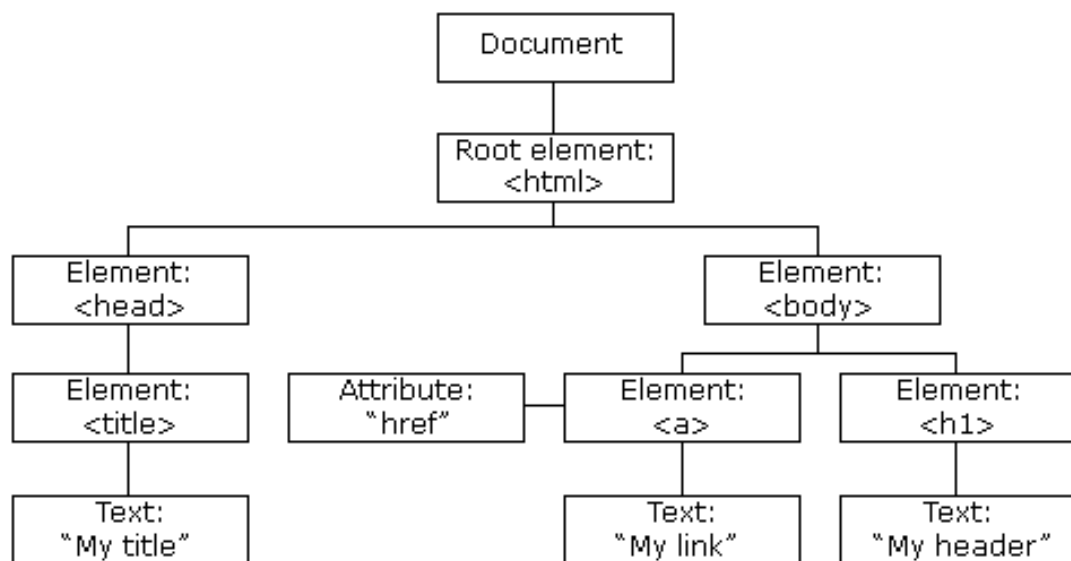 Document
Root element:
<html>
Element:
<head>
Element:
<body>
Element:
<title>
Attribute:
“href”
Element:
<a>
Element:
<h1>
Text:
“My title”
Text:
“My link”
Text:
“My header”